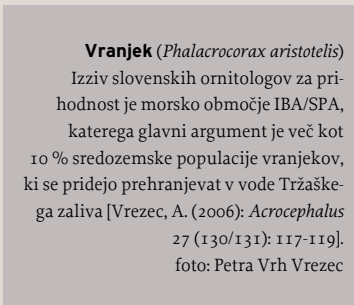 Vranjek (Phalacrocorax aristotelis)
Izziv slovenskih ornitologov za pri-
hodnost je morsko območje IBA/SPA,
katerega glavni argument je več kot
10 % sredozemske populacije vranjekov,
ki se pridejo prehranjevat v vode Tržaške-
ga zaliva [Vrezec, A. (2006): Acrocephalus
27 (130/131): 117-119].
foto: Petra Vrh Vrezec